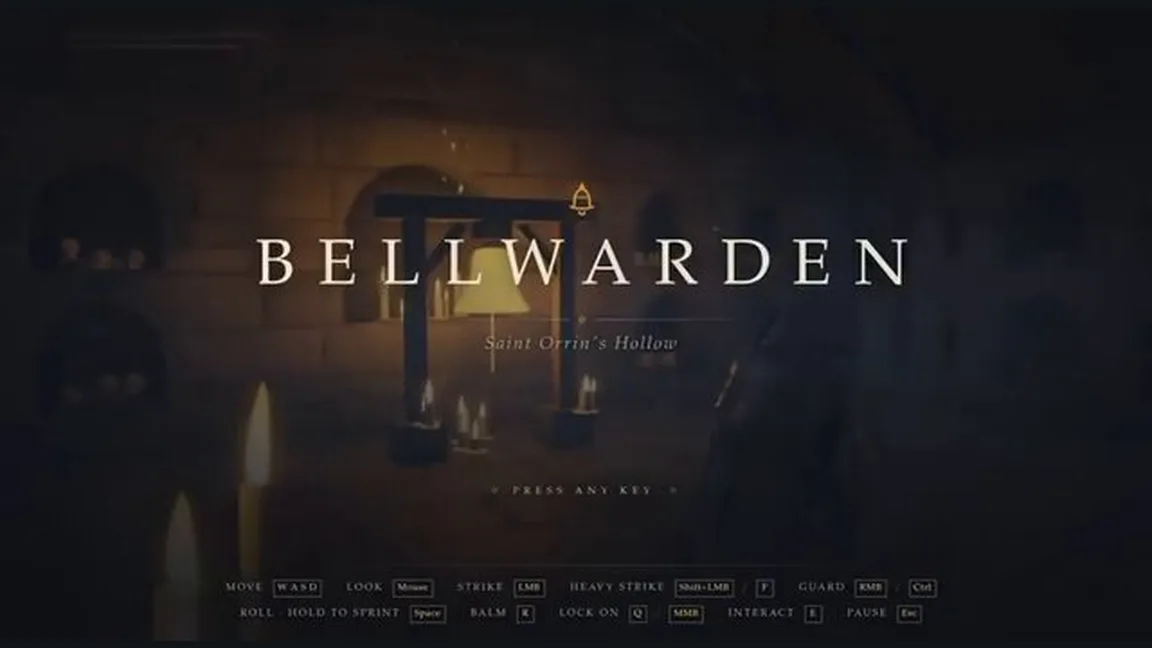 BELLWARDEN
Saint Orrin's Hollow
PRESS ANY KEY
MOVE WASD LOOK Mouse STRIKE LMB HEAVY STRIKE Shift+LMB / F GUARD RMB / Ctrl
ROLL · HOLD TO SPRINT Space BALM R LOCK ON Q / MMB INTERACT E PAUSE Esc